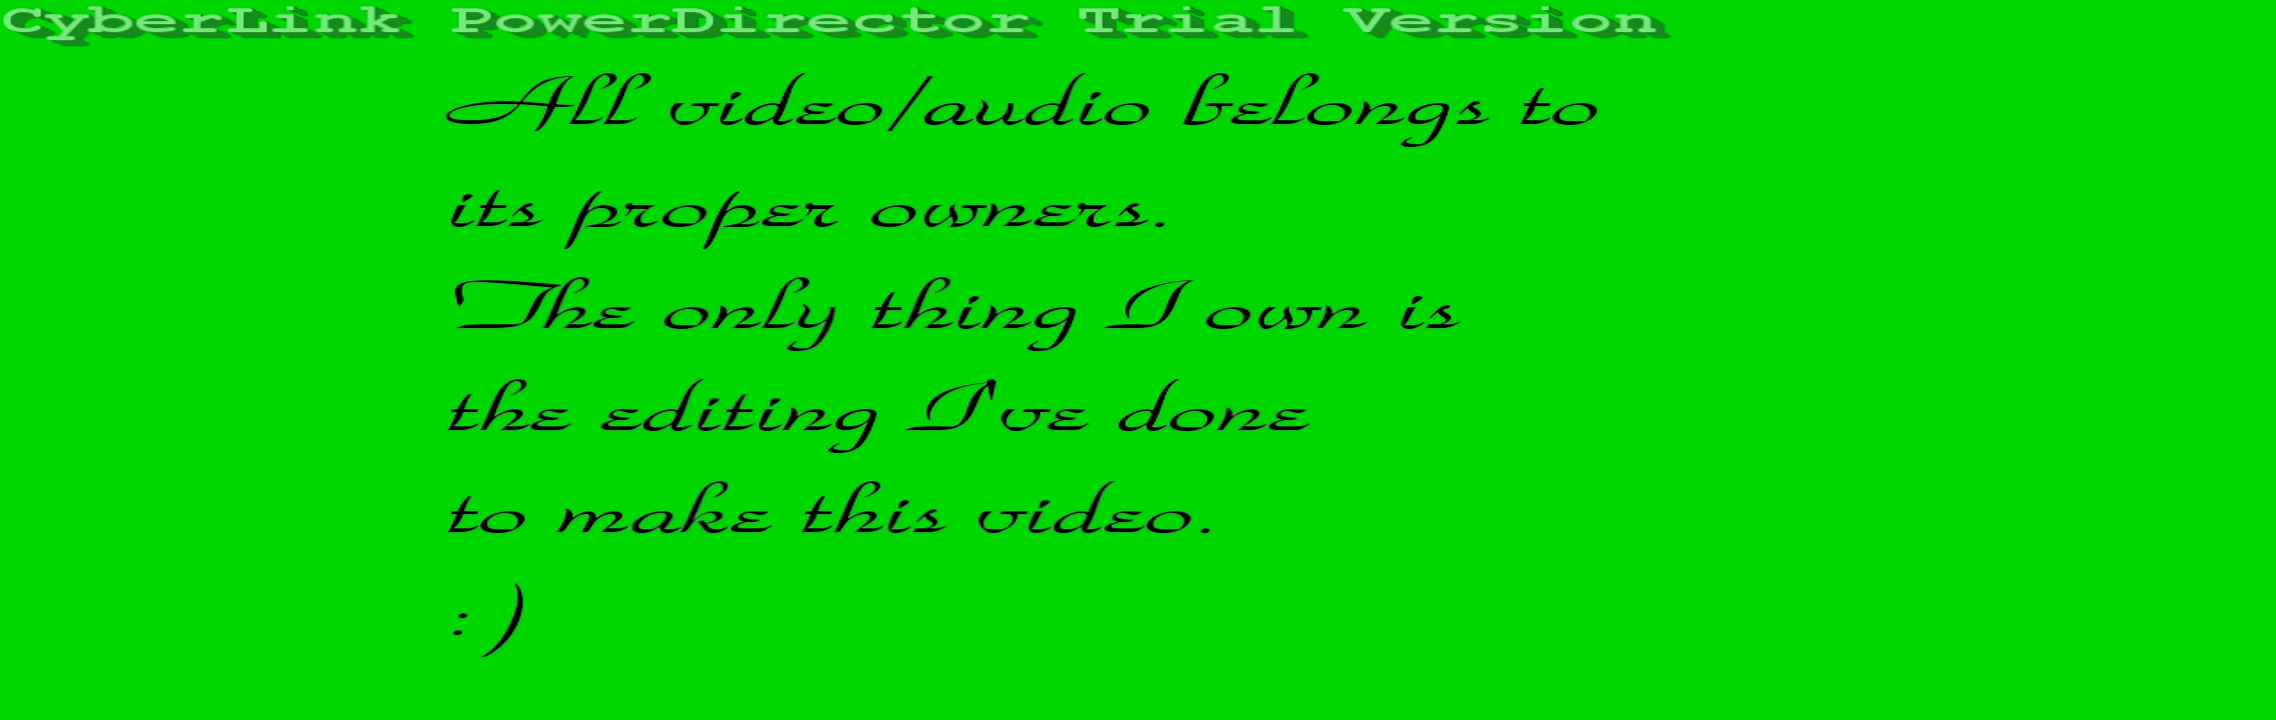 CyberLink PowerDirector Trial Version
All video/audio belongs to
its proper owners.
The only thing I own is
the editing I've done
to make this video.
:)